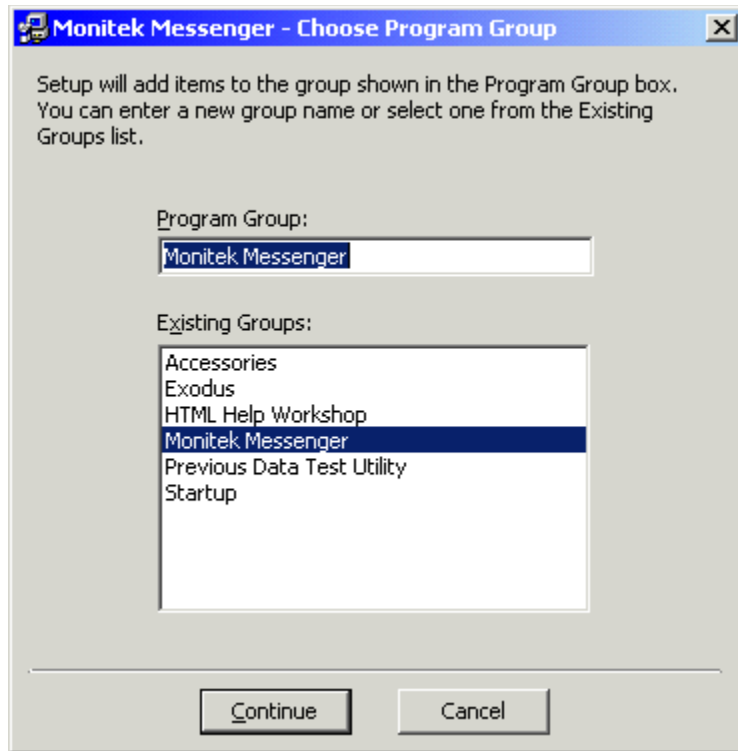 Monitek Messenger - Choose Program Group
Setup will add items to the group shown in the Program Group box.
You can enter a new group name or select one from the Existing
Groups list.
Program Group:
Monitek Messenger
Existing Groups:
Accessories
Exodus
HTML Help Workshop
Monitek Messenger
Previous Data Test Utility
Startup
Continue
Cancel